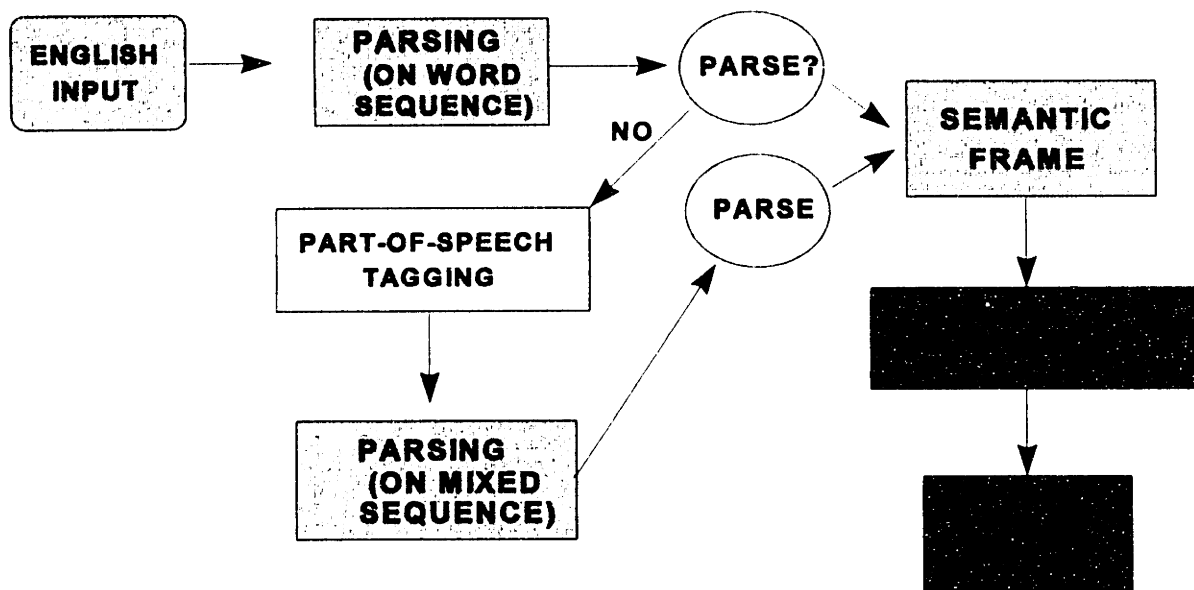 ENGLISH
INPUT
PARSING
(ON WORD
SEQUENCE)
PARSE?
NO
SEMANTIC
FRAME
PARSE
PART-OF-SPEECH
TAGGING
PARSING
(ON MIXED
SEQUENCE)